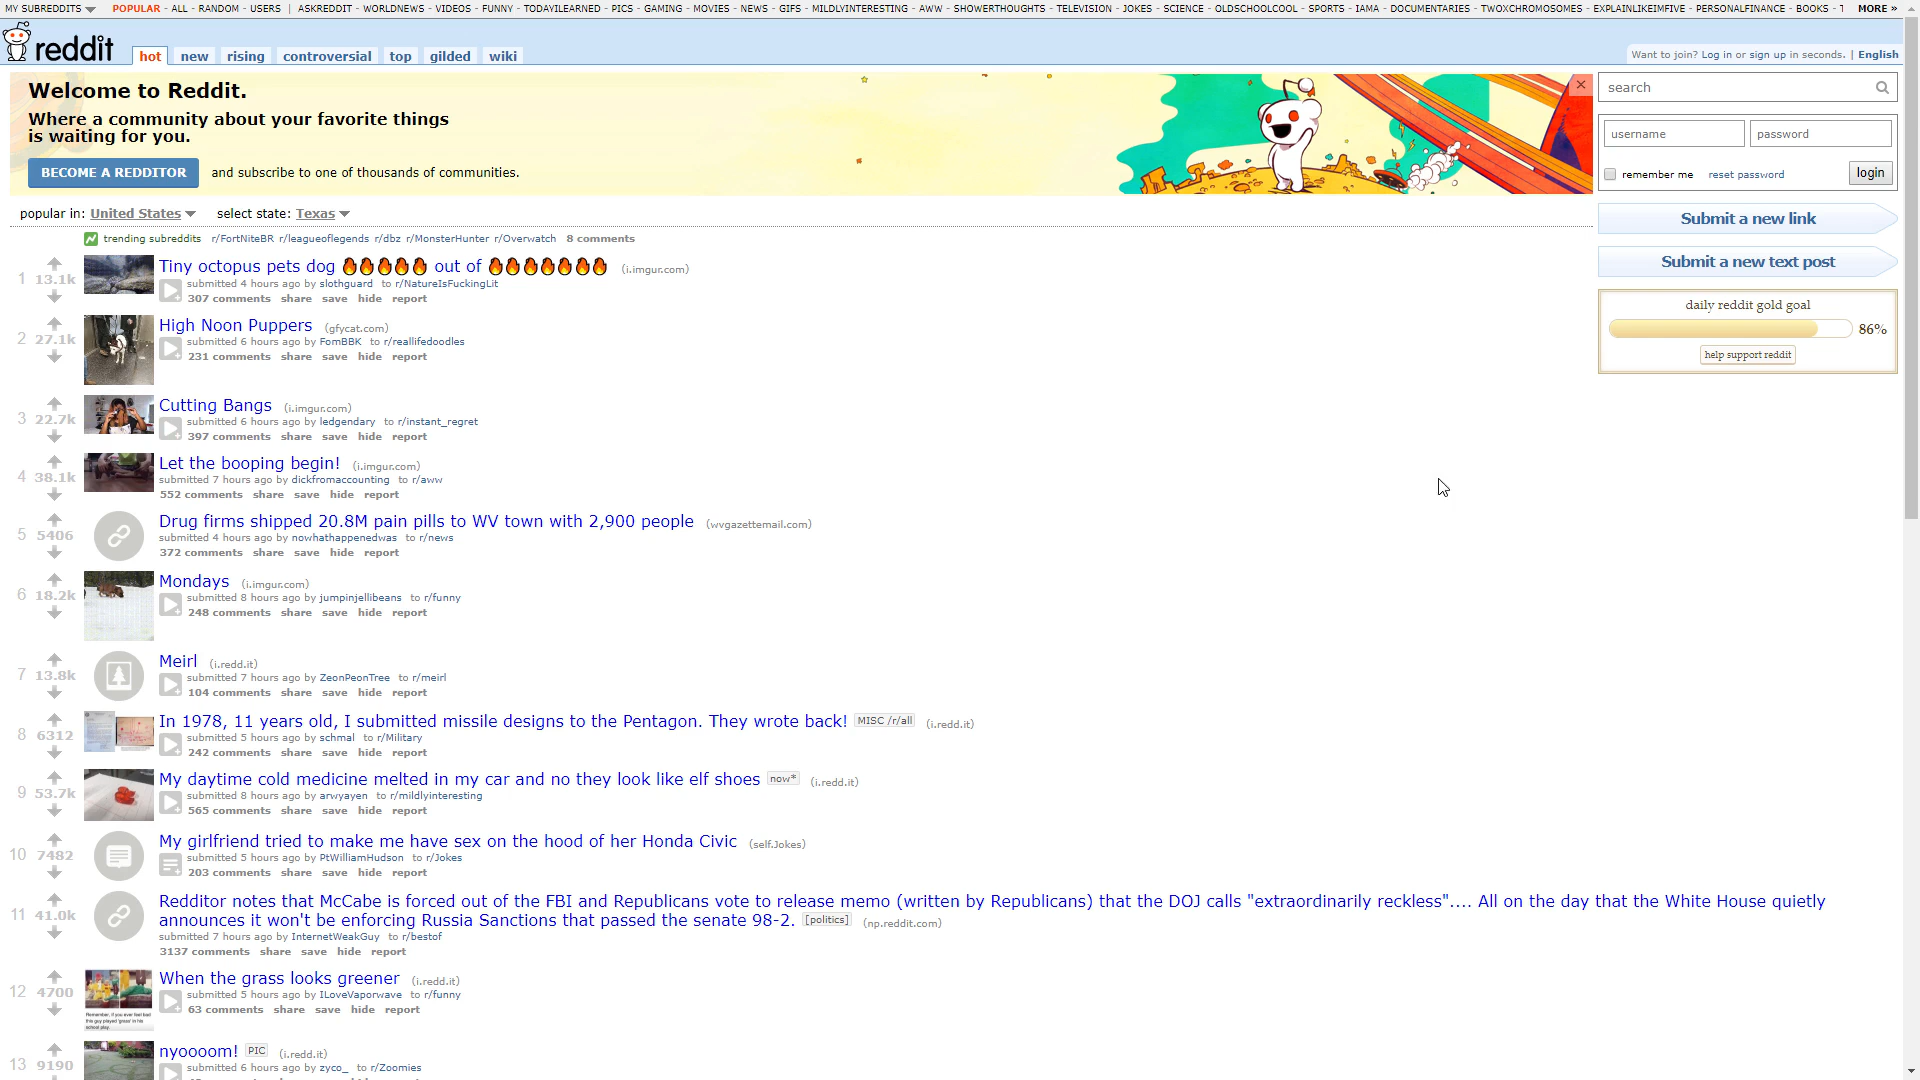 MY SUBREDDITS POPULAR - ALL - RANDOM - USERS | ASKREDDIT - WORLDNEWS - VIDEOS - FUNNY - TODAYILEARNED - PICS - GAMING - MOVIES - NEWS - GIFS - MILDLYINTERESTING - AWW - SHOWERTHOUGHTS - TELEVISION - JOKES - SCIENCE - OLDSCHOOLCOOL - SPORTS - IAMA - DOCUMENTARIES - TWOXCHROMOSOMES - EXPLAINLIKEIMFIVE - PERSONALFINANCE - BOOKS - T MORE »
reddit hot new rising controversial top gilded wiki
Want to join? Log in or sign up in seconds. | English
Welcome to Reddit.
Where a community about your favorite things
is waiting for you.
BECOME A REDDITOR and subscribe to one of thousands of communities.
search
username password
remember me reset password login
Submit a new link
Submit a new text post
daily reddit gold goal
86%
help support reddit
popular in: United States select state: Texas
trending subreddits r/FortNiteBR r/leagueoflegends r/dbz r/MonsterHunter r/Overwatch 8 comments
1 13.1k
Tiny octopus pets dog 🔥🔥🔥🔥🔥 out of 🔥🔥🔥🔥🔥🔥🔥 (i.imgur.com)
submitted 4 hours ago by slothguard to r/NatureIsFuckingLit
307 comments share save hide report
2 27.1k
High Noon Puppers (gfycat.com)
submitted 6 hours ago by FomBBK to r/reallifedoodles
231 comments share save hide report
3 22.7k
Cutting Bangs (i.imgur.com)
submitted 6 hours ago by ledgendary to r/instant_regret
397 comments share save hide report
4 38.1k
Let the booping begin! (i.imgur.com)
submitted 7 hours ago by dickfromaccounting to r/aww
552 comments share save hide report
5 5406
Drug firms shipped 20.8M pain pills to WV town with 2,900 people (wvgazettemail.com)
submitted 4 hours ago by nowhathappenedwas to r/news
372 comments share save hide report
6 18.2k
Mondays (i.imgur.com)
submitted 8 hours ago by jumpinjellibeans to r/funny
248 comments share save hide report
7 13.8k
Meirl (i.redd.it)
submitted 7 hours ago by ZeonPeonTree to r/meirl
104 comments share save hide report
8 6312
In 1978, 11 years old, I submitted missile designs to the Pentagon. They wrote back! MISC /r/all (i.redd.it)
submitted 5 hours ago by schmal to r/Military
242 comments share save hide report
9 53.7k
My daytime cold medicine melted in my car and no they look like elf shoes now* (i.redd.it)
submitted 8 hours ago by arwyayen to r/mildlyinteresting
565 comments share save hide report
10 7482
My girlfriend tried to make me have sex on the hood of her Honda Civic (self.Jokes)
submitted 5 hours ago by PtWilliamHudson to r/Jokes
203 comments share save hide report
11 41.0k
Redditor notes that McCabe is forced out of the FBI and Republicans vote to release memo (written by Republicans) that the DOJ calls "extraordinarily reckless".... All on the day that the White House quietly
announces it won't be enforcing Russia Sanctions that passed the senate 98-2. [politics] (np.reddit.com)
submitted 7 hours ago by InternetWeakGuy to r/bestof
3137 comments share save hide report
12 4700
When the grass looks greener (i.redd.it)
submitted 5 hours ago by ILoveVaporwave to r/funny
63 comments share save hide report
Remember, if you ever feel bad
this guy played 'grass' in his
school play.
13 9190
nyoooom! PIC (i.redd.it)
submitted 6 hours ago by zyco_ to r/Zoomies